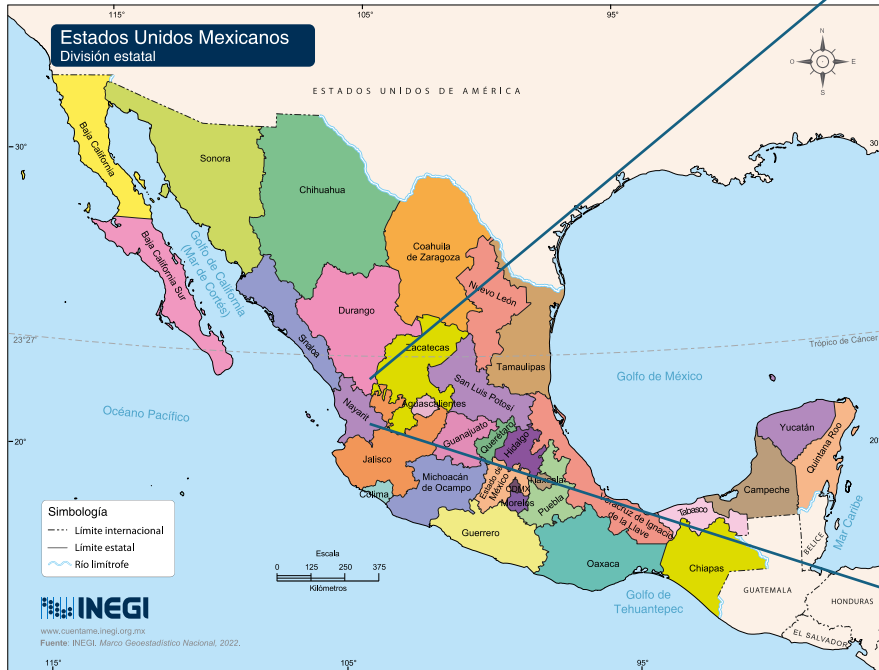 115°
105°
95°
Estados Unidos Mexicanos
División estatal
N
O
E
S
ESTADOS UNIDOS DE AMÉRICA
30°
30
Baja California
Sonora
Chihuahua
Coahuila
de Zaragoza
Golfo de California
(Mar de
Cortés)
Baja California Sur
Nuevo León
Durango
Sinaloa
23°27'
Trópico de Cáncer
Zacatecas
Tamaulipas
Golfo de México
San Luis Potosí
Aguascalientes
Nayarit
Océano Pacífico
20°
20
Yucatán
Quintana Roo
Guanajuato
Querétaro
Hidalgo
Jalisco
Michoacán
de Ocampo
Estado de
México
CDMX
Tlaxcala
Morelos
Puebla
Colima
Campeche
Tabasco
de Ignacio
de la Llave
Mar Caribe
BELICE
Guerrero
Oaxaca
Chiapas
Golfo de
Tehuantepec
GUATEMALA
HONDURAS
EL SALVADOR
Simbología
Límite internacional
Límite estatal
Río limítrofe
Escala
0 125 250 375
Kilómetros
INEGI
www.cuentame.inegi.org.mx
Fuente: INEGI. Marco Geoestadístico Nacional, 2022.
115°
105°
95°